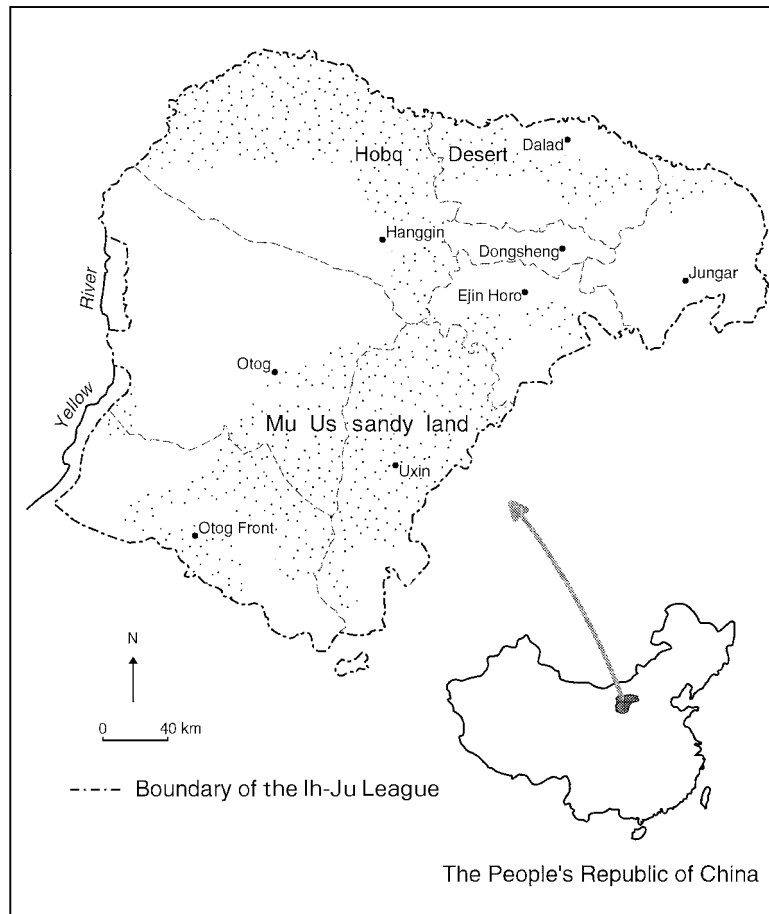 Dalad
Hobq Desert
Hanggin
Dongsheng
Jungar
Ejin Horo
River
Otog
Yellow
Mu Us sandy land
Uxin
Otog Front
N
0 40 km
Boundary of the Ih-Ju League
The People's Republic of China